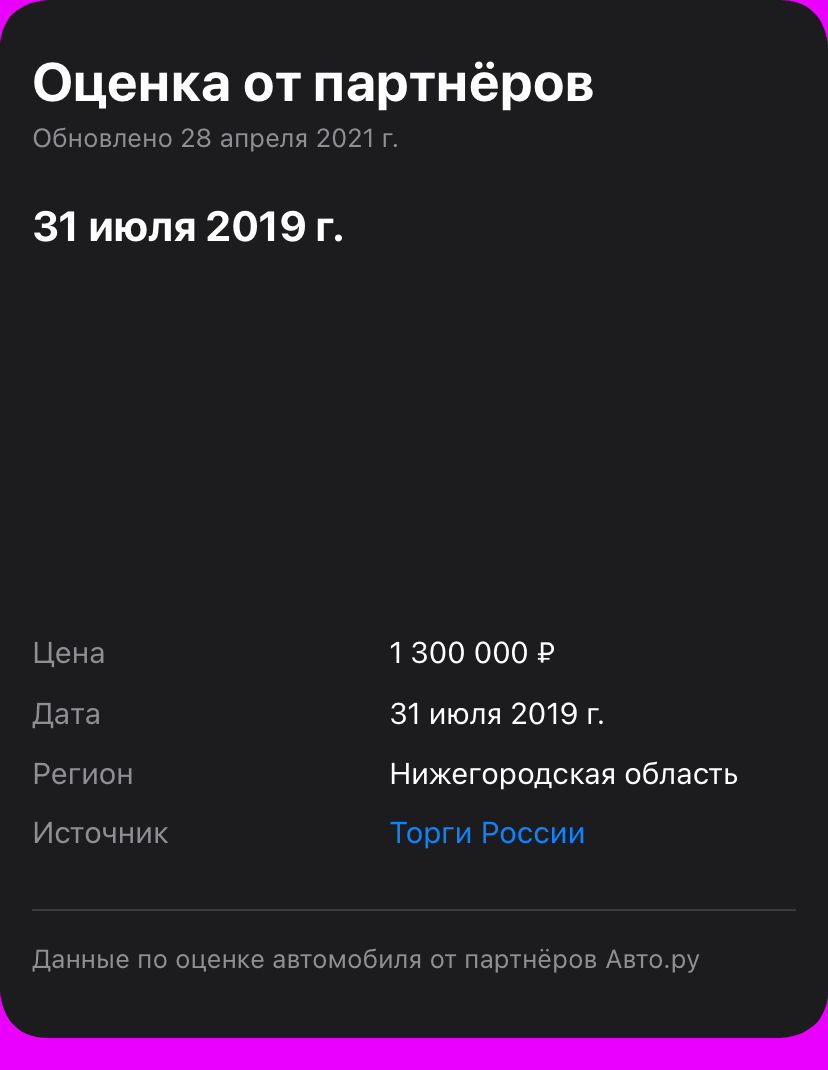 Оценка от партнёров
Обновлено 28 апреля 2021 г.
31 июля 2019 г.
Цена 1 300 000 ₽
Дата 31 июля 2019 г.
Регион Нижегородская область
Источник Торги России
Данные по оценке автомобиля от партнёров Авто.ру